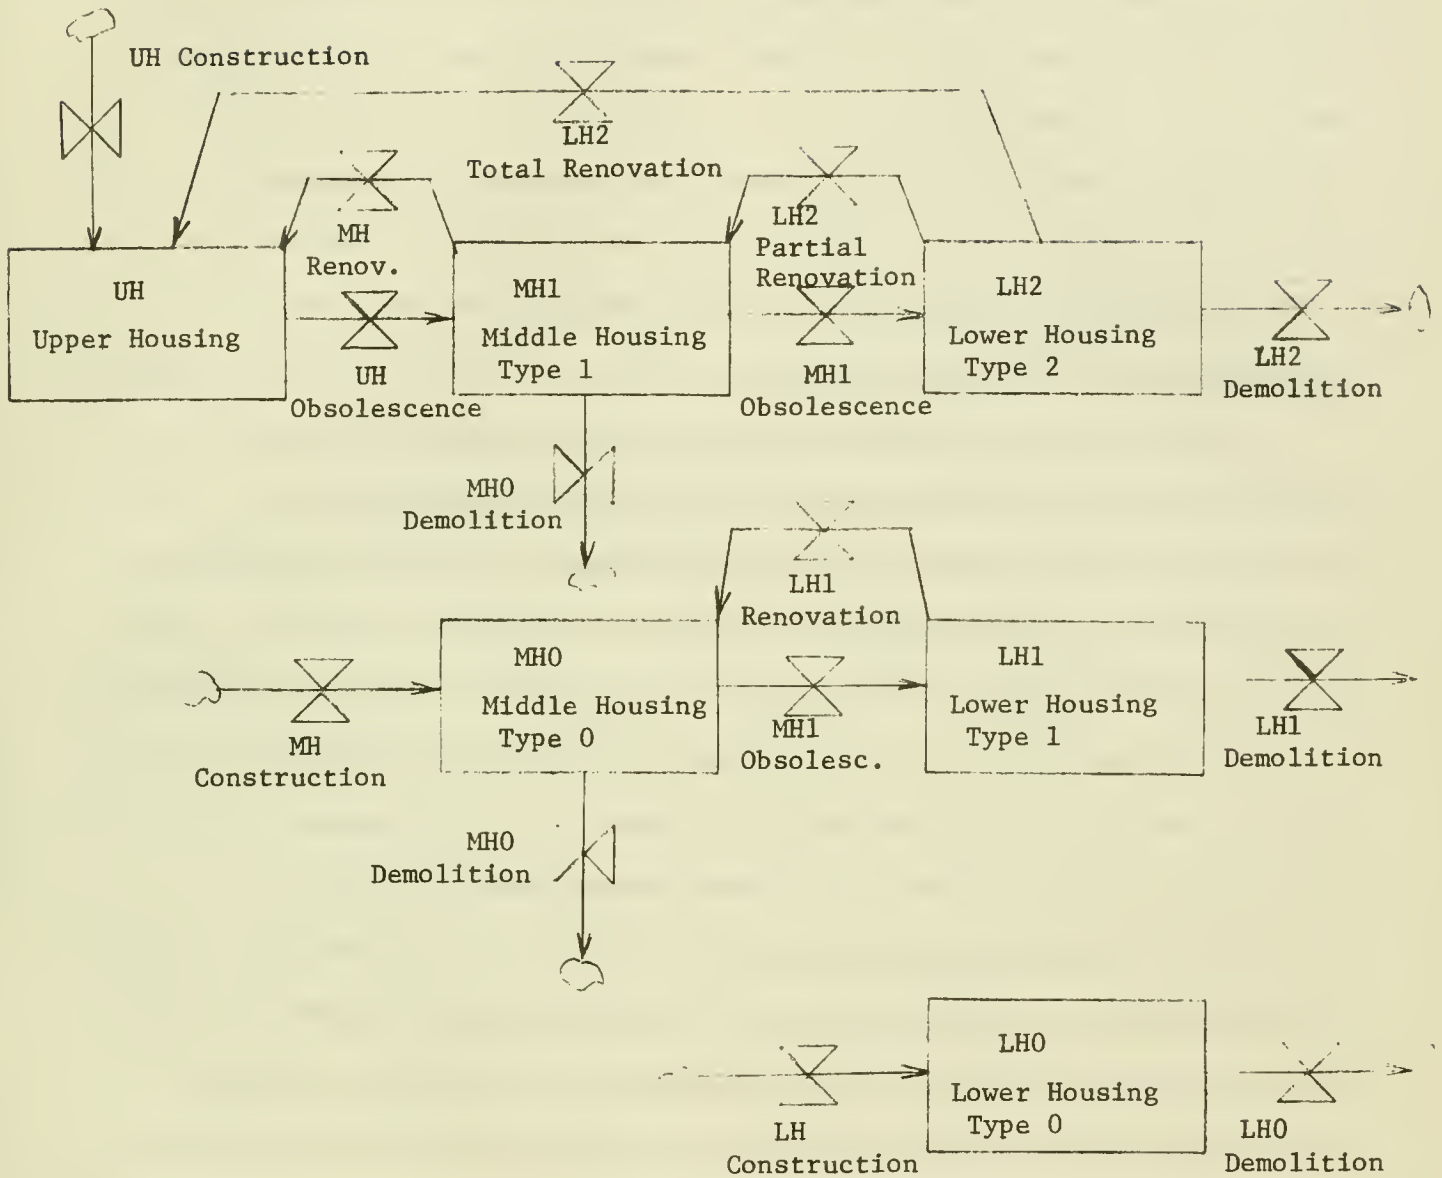 UH Construction
LH2
Total Renovation
MH
Renov.
LH2
Partial
Renovation
UH
Upper Housing
MH1
Middle Housing
Type 1
LH2
Lower Housing
Type 2
UH
Obsolescence
MH1
Obsolescence
LH2
Demolition
MH0
Demolition
LH1
Renovation
MH0
Middle Housing
Type 0
LH1
Lower Housing
Type 1
MH
Construction
MH1
Obsolesc.
LH1
Demolition
MH0
Demolition
LH0
Lower Housing
Type 0
LH
Construction
LH0
Demolition